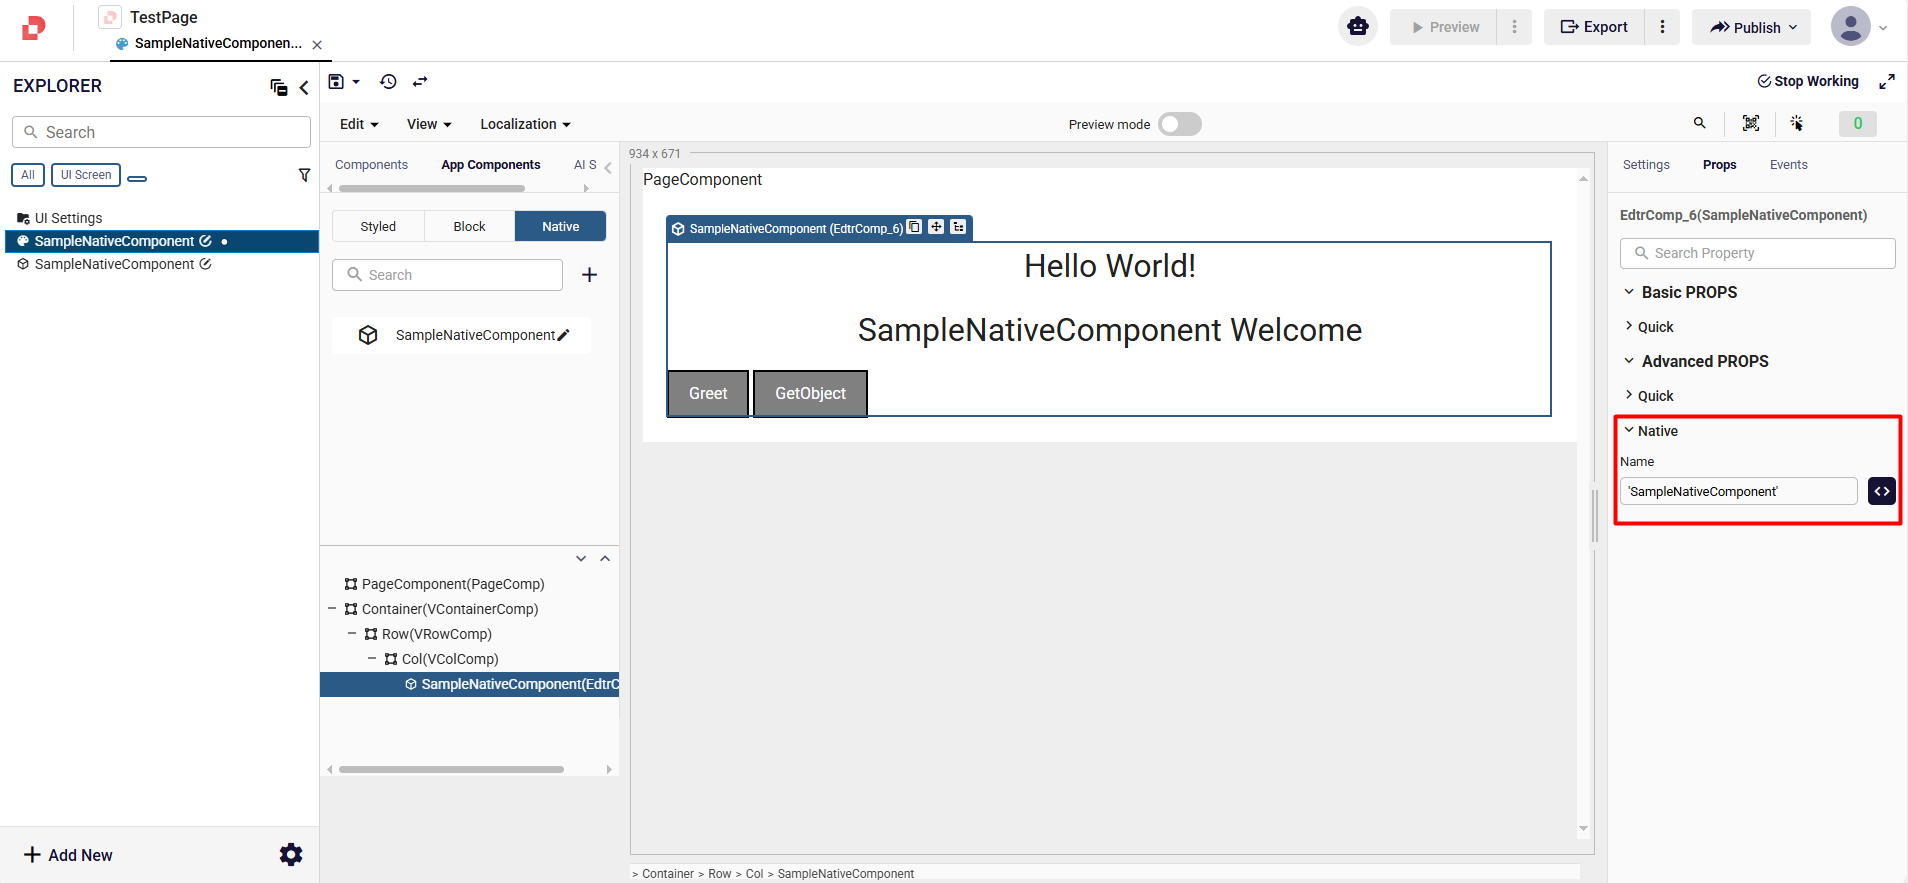 TestPage
SampleNativeComponen...
Preview
Export
Publish
EXPLORER
Search
All
UI Screen
UI Settings
SampleNativeComponent
SampleNativeComponent
Add New
Stop Working
Edit
View
Localization
Preview mode
0
Components
App Components
AI S
Styled
Block
Native
Search
SampleNativeComponent
PageComponent(PageComp)
Container(VContainerComp)
Row(VRowComp)
Col(VColComp)
SampleNativeComponent(EdtrC
934 x 671
PageComponent
SampleNativeComponent (EdtrComp_6)
Hello World!
SampleNativeComponent Welcome
Greet
GetObject
> Container > Row > Col > SampleNativeComponent
Settings
Props
Events
EdtrComp_6(SampleNativeComponent)
Search Property
Basic PROPS
Quick
Advanced PROPS
Quick
Native
Name
'SampleNativeComponent'